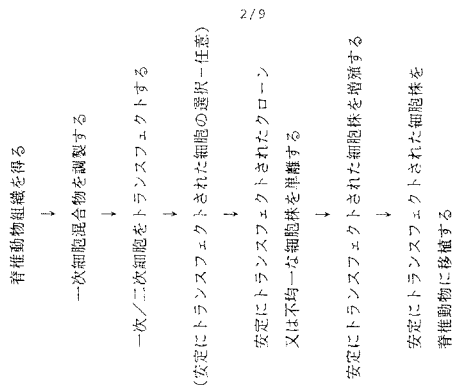 2/9
脊椎動物組織を得る
↓
一次細胞混合物を調製する
↓
一次／二次細胞をトランスフェクトする
↓
(安定にトランスフェクトされた細胞の選択－任意)
↓
安定にトランスフェクトされたクローン
又は不均一な細胞株を単離する
↓
安定にトランスフェクトされた細胞株を増殖する
↓
安定にトランスフェクトされた細胞株を
脊椎動物に移植する